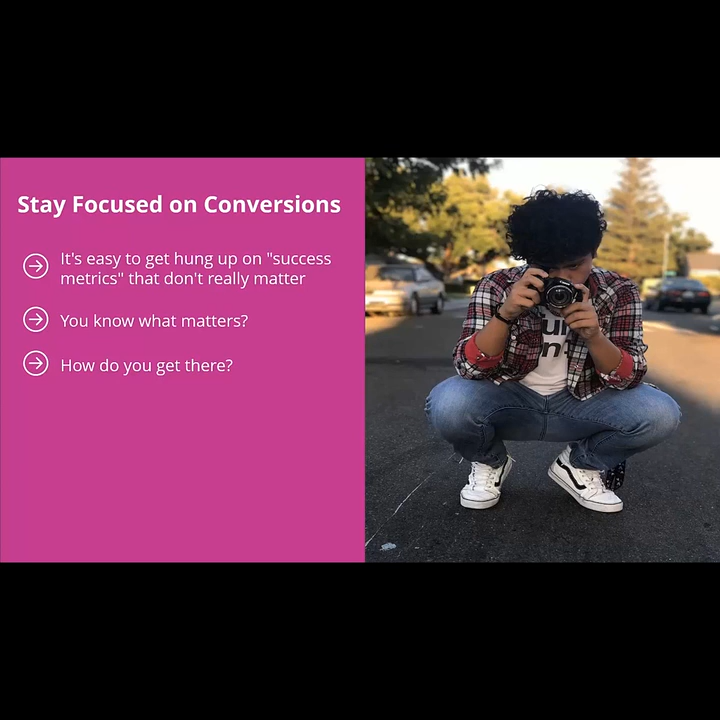 Stay Focused on Conversions
It's easy to get hung up on "success
metrics" that don't really matter
You know what matters?
How do you get there?
Canon